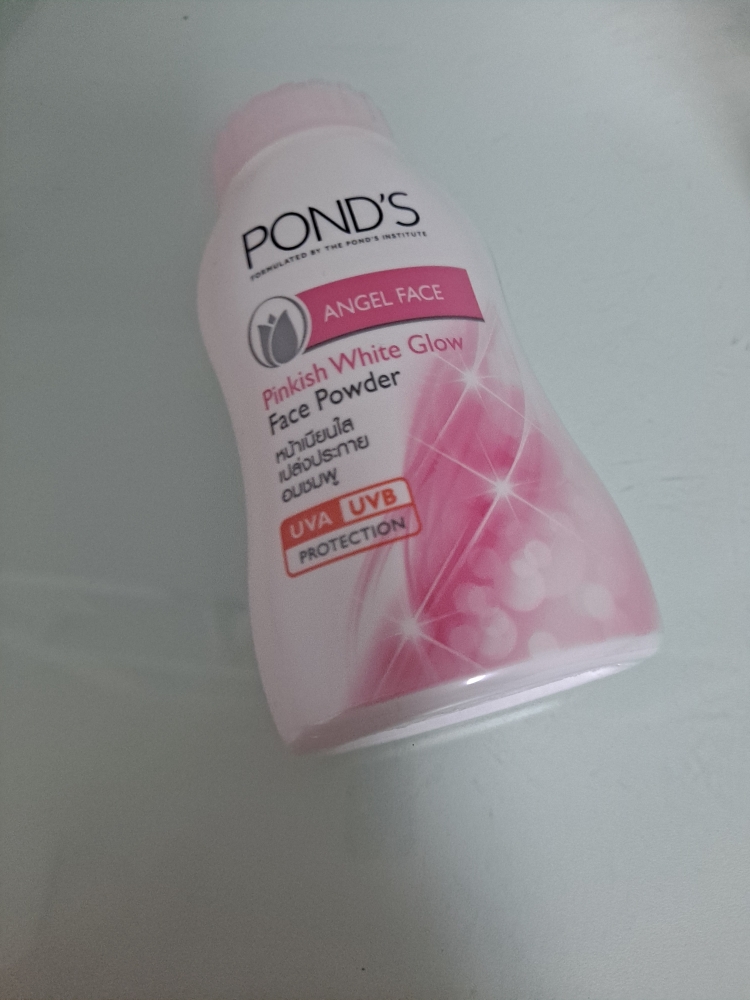 POND'S
FORMULATED BY THE POND'S INSTITUTE
ANGEL FACE
Pinkish White Glow
Face Powder
หน้าเนียนใส
เปล่งประกาย
อมชมพู
UVA UVB
PROTECTION